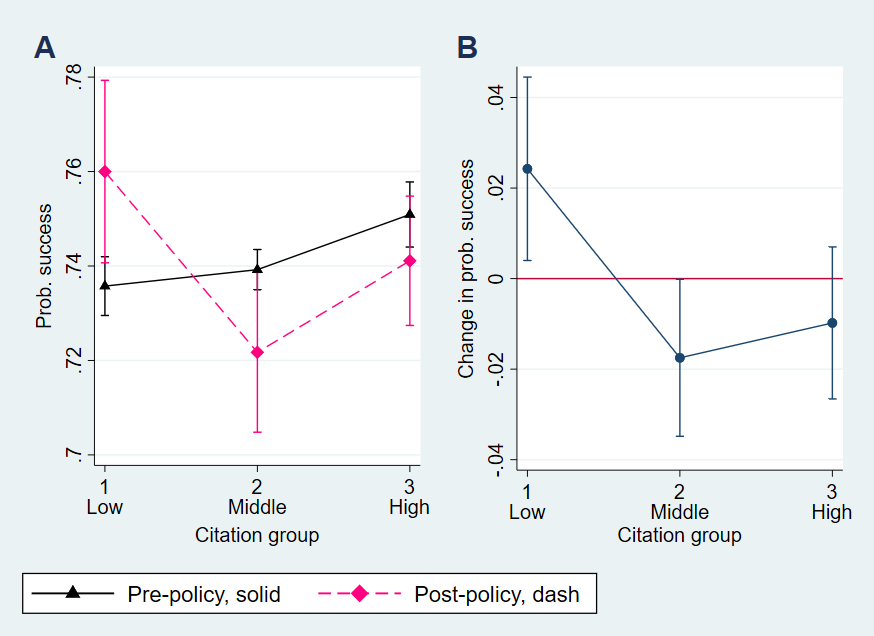 A
B
Prob. success
.78
.76
.74
.72
.7
1
2
3
Low
Middle
High
Citation group
Change in prob. success
.04
.02
0
-.02
-.04
1
2
3
Low
Middle
High
Citation group
Pre-policy, solid
Post-policy, dash